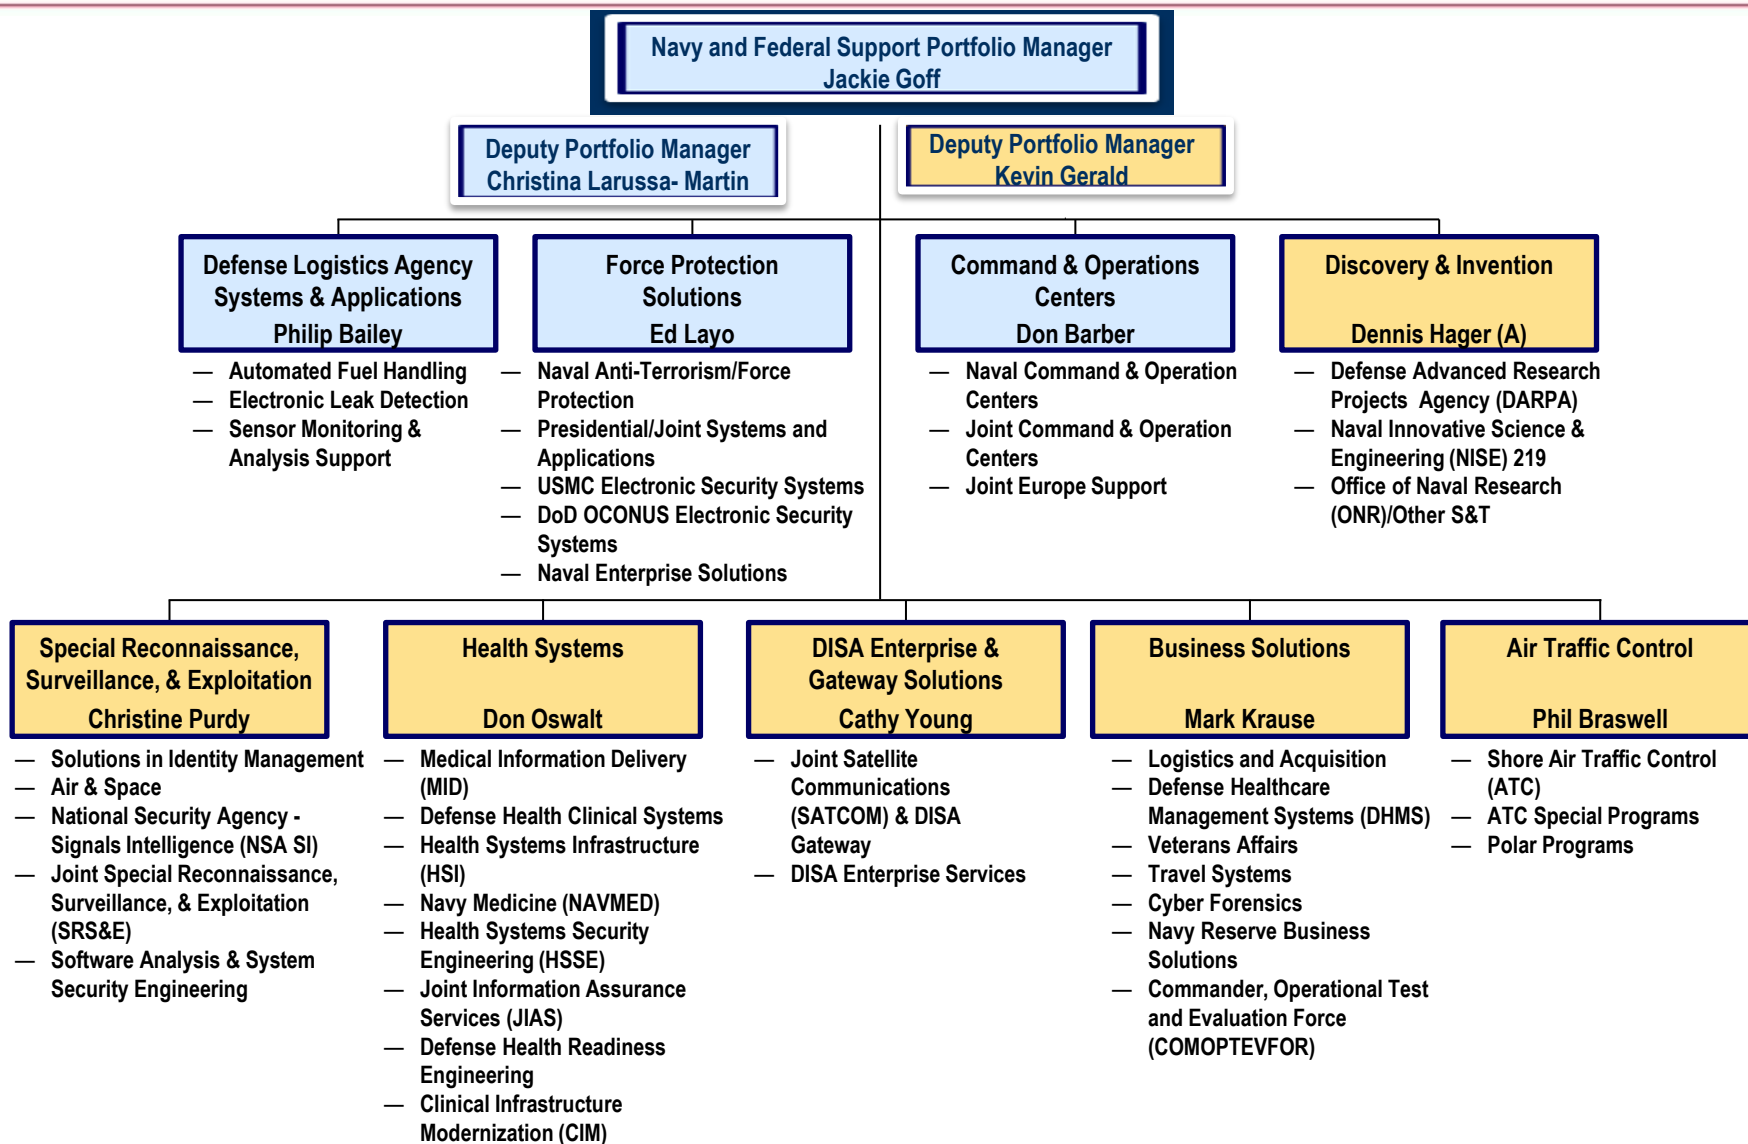 Navy and Federal Support Portfolio Manager
Jackie Goff
Deputy Portfolio Manager
Christina Larussa- Martin
Deputy Portfolio Manager
Kevin Gerald
Defense Logistics Agency
Systems & Applications
Philip Bailey
— Automated Fuel Handling
— Electronic Leak Detection
— Sensor Monitoring &
Analysis Support
Force Protection
Solutions
Ed Layo
— Naval Anti-Terrorism/Force
Protection
— Presidential/Joint Systems and
Applications
— USMC Electronic Security Systems
— DoD OCONUS Electronic Security
Systems
— Naval Enterprise Solutions
Command & Operations
Centers
Don Barber
— Naval Command & Operation
Centers
— Joint Command & Operation
Centers
— Joint Europe Support
Discovery & Invention
Dennis Hager (A)
— Defense Advanced Research
Projects Agency (DARPA)
— Naval Innovative Science &
Engineering (NISE) 219
— Office of Naval Research
(ONR)/Other S&T
Special Reconnaissance,
Surveillance, & Exploitation
Christine Purdy
— Solutions in Identity Management
— Air & Space
— National Security Agency -
Signals Intelligence (NSA SI)
— Joint Special Reconnaissance,
Surveillance, & Exploitation
(SRS&E)
— Software Analysis & System
Security Engineering
Health Systems
Don Oswalt
— Medical Information Delivery
(MID)
— Defense Health Clinical Systems
— Health Systems Infrastructure
(HSI)
— Navy Medicine (NAVMED)
— Health Systems Security
Engineering (HSSE)
— Joint Information Assurance
Services (JIAS)
— Defense Health Readiness
Engineering
— Clinical Infrastructure
Modernization (CIM)
DISA Enterprise &
Gateway Solutions
Cathy Young
— Joint Satellite
Communications
(SATCOM) & DISA
Gateway
— DISA Enterprise Services
Business Solutions
Mark Krause
— Logistics and Acquisition
— Defense Healthcare
Management Systems (DHMS)
— Veterans Affairs
— Travel Systems
— Cyber Forensics
— Navy Reserve Business
Solutions
— Commander, Operational Test
and Evaluation Force
(COMOPTEVFOR)
Air Traffic Control
Phil Braswell
— Shore Air Traffic Control
(ATC)
— ATC Special Programs
— Polar Programs